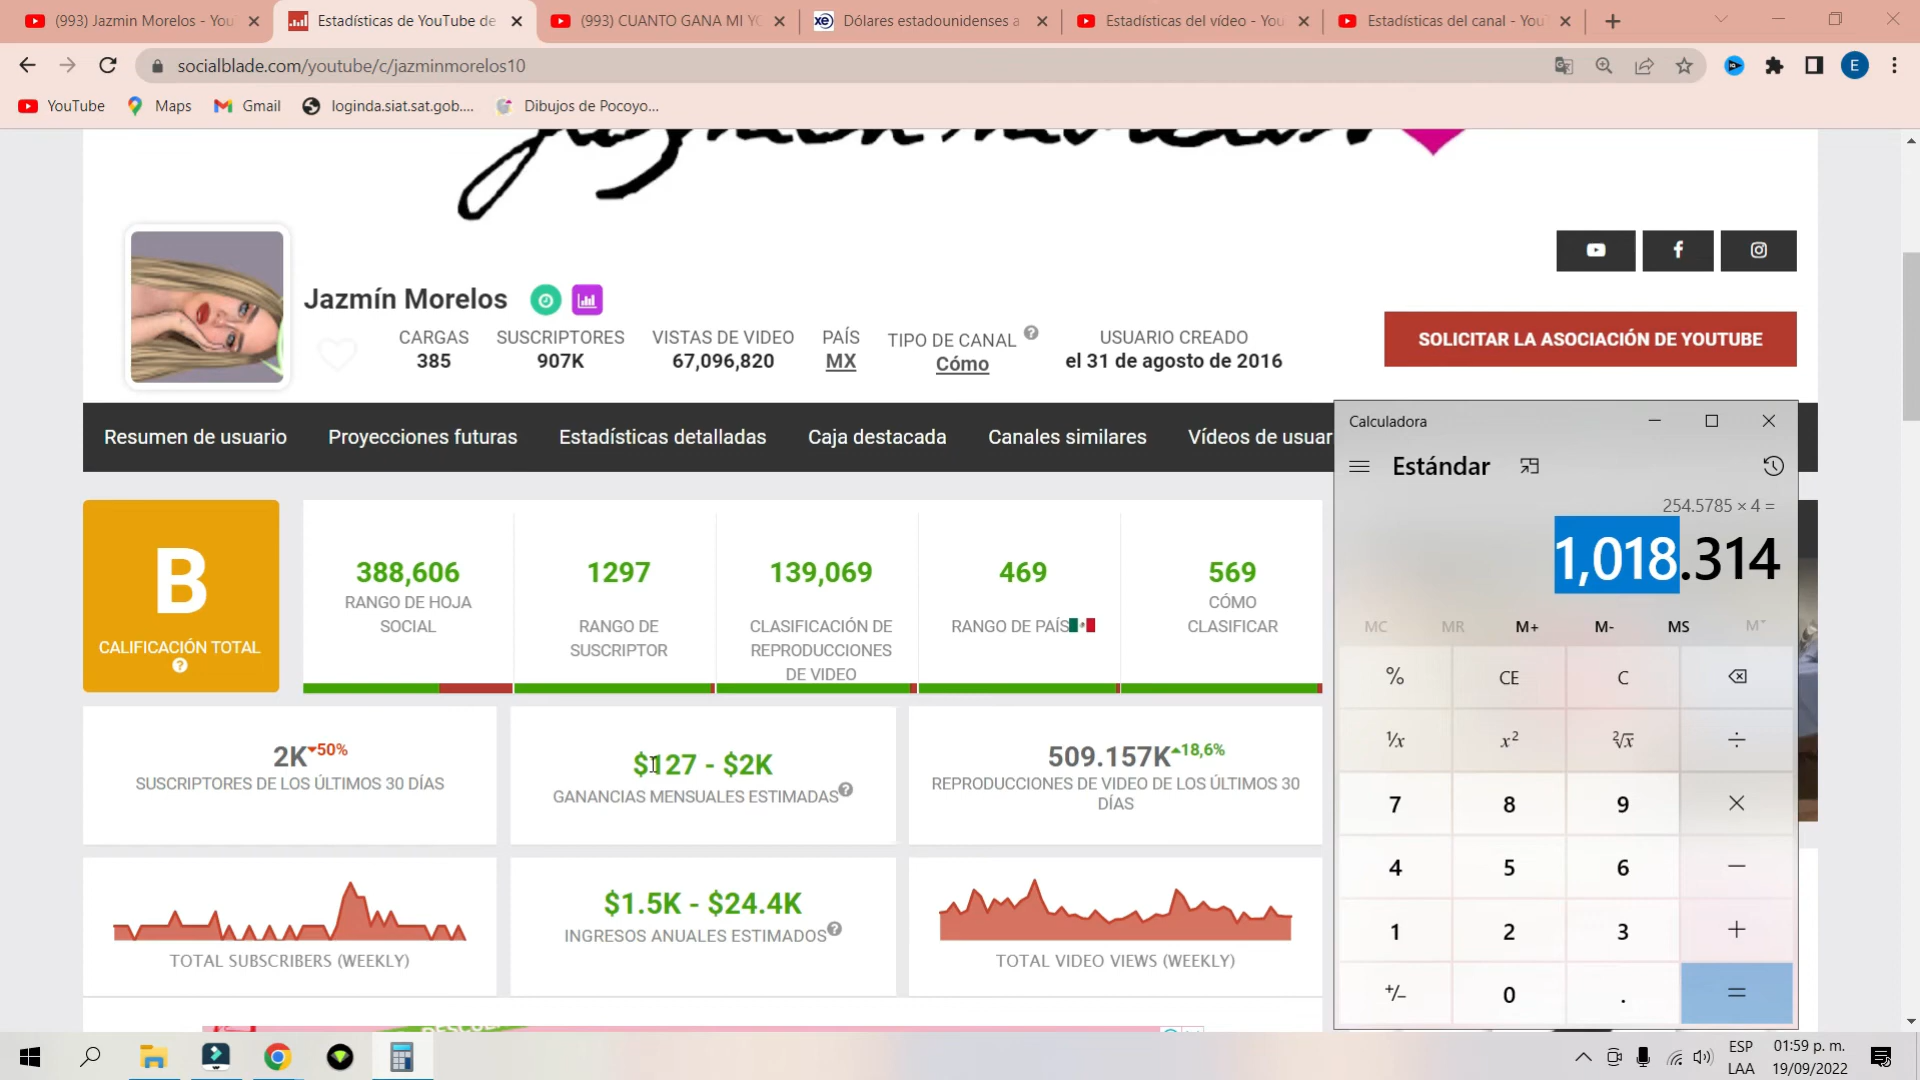 (993) Jazmin Morelos - You
Estadísticas de YouTube de
(993) CUANTO GANA MI YO
Dólares estadounidenses a
Estadísticas del vídeo - You
Estadísticas del canal - You
socialblade.com/youtube/c/jazminmorelos10
E
YouTube
Maps
Gmail
loginda.siat.sat.gob....
Dibujos de Pocoyo...
Jazmín Morelos
CARGAS
385
SUSCRIPTORES
907K
VISTAS DE VIDEO
67,096,820
PAÍS
MX
TIPO DE CANAL
Cómo
USUARIO CREADO
el 31 de agosto de 2016
SOLICITAR LA ASOCIACIÓN DE YOUTUBE
Resumen de usuario
Proyecciones futuras
Estadísticas detalladas
Caja destacada
Canales similares
Vídeos de usuar
B
CALIFICACIÓN TOTAL
388,606
RANGO DE HOJA
SOCIAL
1297
RANGO DE
SUSCRIPTOR
139,069
CLASIFICACIÓN DE
REPRODUCCIONES
DE VIDEO
469
RANGO DE PAÍS
569
CÓMO
CLASIFICAR
2K 50%
SUSCRIPTORES DE LOS ÚLTIMOS 30 DÍAS
$127 - $2K
GANANCIAS MENSUALES ESTIMADAS
509.157K 18,6%
REPRODUCCIONES DE VIDEO DE LOS ÚLTIMOS 30
DÍAS
TOTAL SUBSCRIBERS (WEEKLY)
$1.5K - $24.4K
INGRESOS ANUALES ESTIMADOS
TOTAL VIDEO VIEWS (WEEKLY)
Calculadora
Estándar
254.5785 × 4 =
1,018.314
MC MR M+ M- MS M˅
% CE C
¹/x x² ²√x ÷
7 8 9 ×
4 5 6 −
1 2 3 +
+/− 0 . =
ESP
LAA
01:59 p. m.
19/09/2022